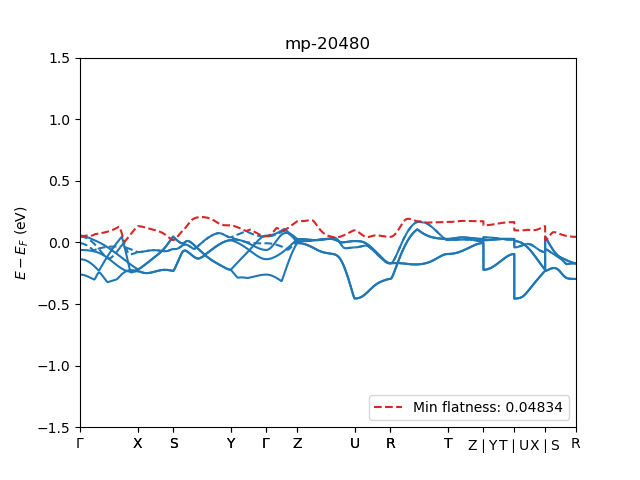 mp-20480
E − E_F (eV)
1.5
1.0
0.5
0.0
−0.5
−1.0
−1.5
Min flatness: 0.04834
Γ X S Y Γ Z U R T Z | Y T | U X | S R